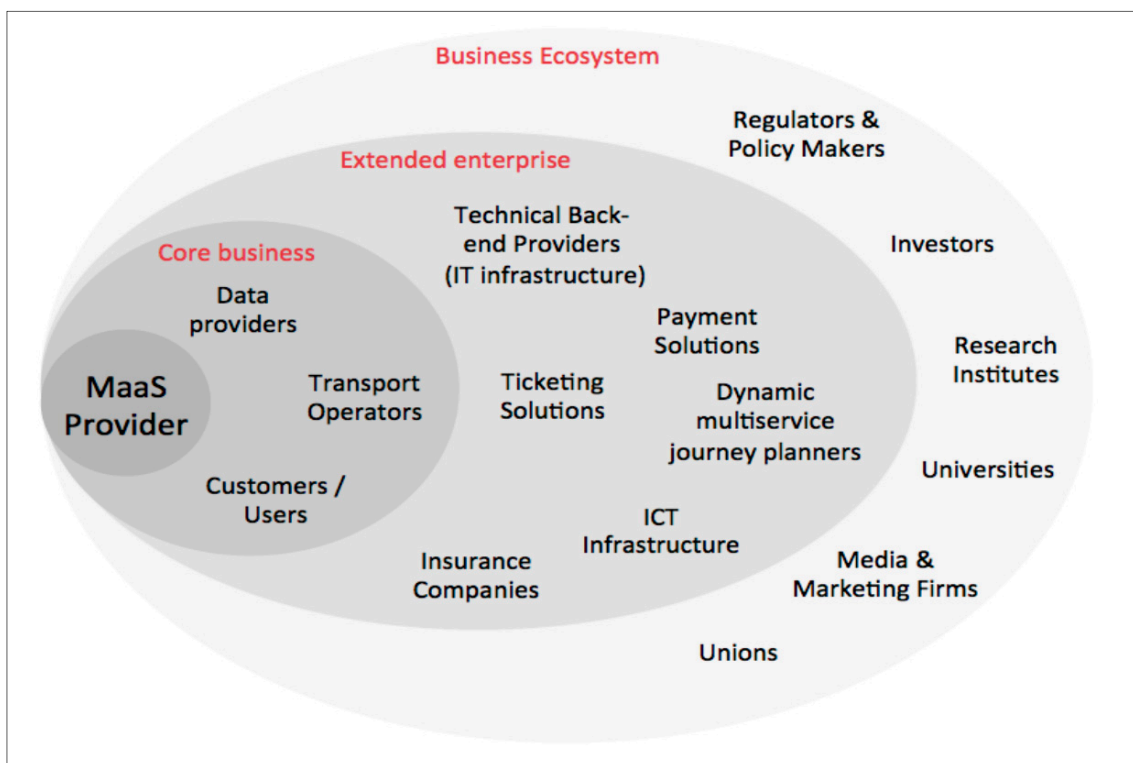 Business Ecosystem
Regulators &
Policy Makers
Extended enterprise
Technical Back-
end Providers
(IT infrastructure)
Investors
Core business
Data
providers
Payment
Solutions
Research
Institutes
MaaS
Provider
Transport
Operators
Ticketing
Solutions
Dynamic
multiservice
journey planners
Universities
Customers /
Users
ICT
Infrastructure
Insurance
Companies
Media &
Marketing Firms
Unions